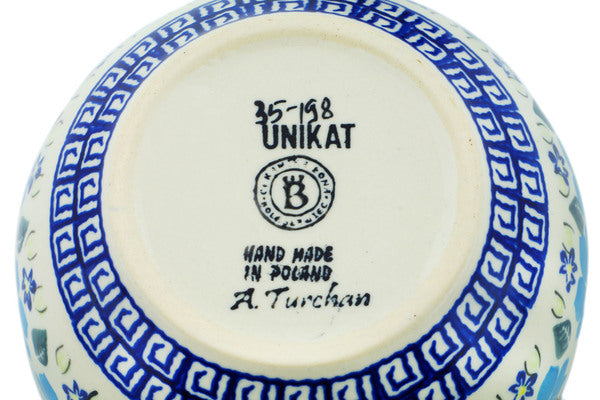 35-198
UNIKAT
B
HAND MADE
IN POLAND
A. Turchan